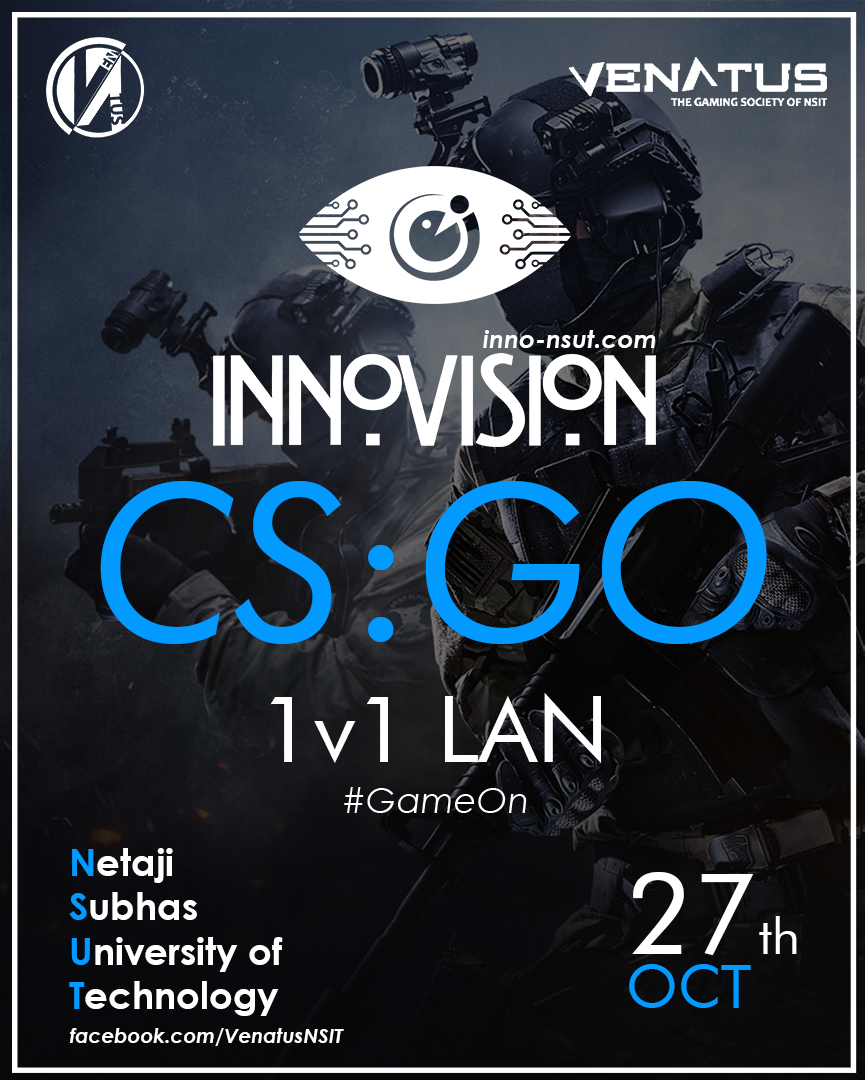 VENATUS
VENATUS
THE GAMING SOCIETY OF NSIT
inno-nsut.com
INNOVISION
CS:GO
1v1 LAN
#GameOn
Netaji
Subhas
University of
Technology
facebook.com/VenatusNSIT
27th
OCT